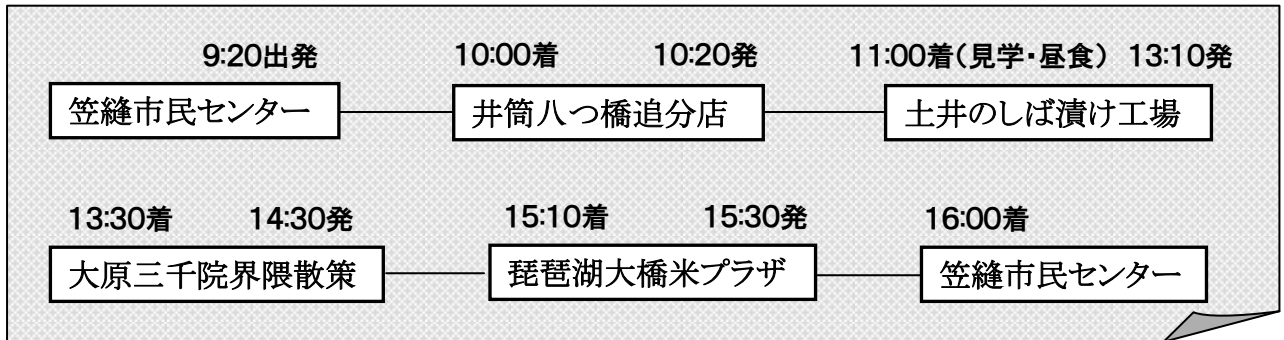 9:20出発 10:00着 10:20発 11:00着(見学・昼食) 13:10発
笠縫市民センター 井筒八つ橋追分店 土井のしば漬け工場
13:30着 14:30発 15:10着 15:30発 16:00着
大原三千院界隈散策 琵琶湖大橋米プラザ 笠縫市民センター